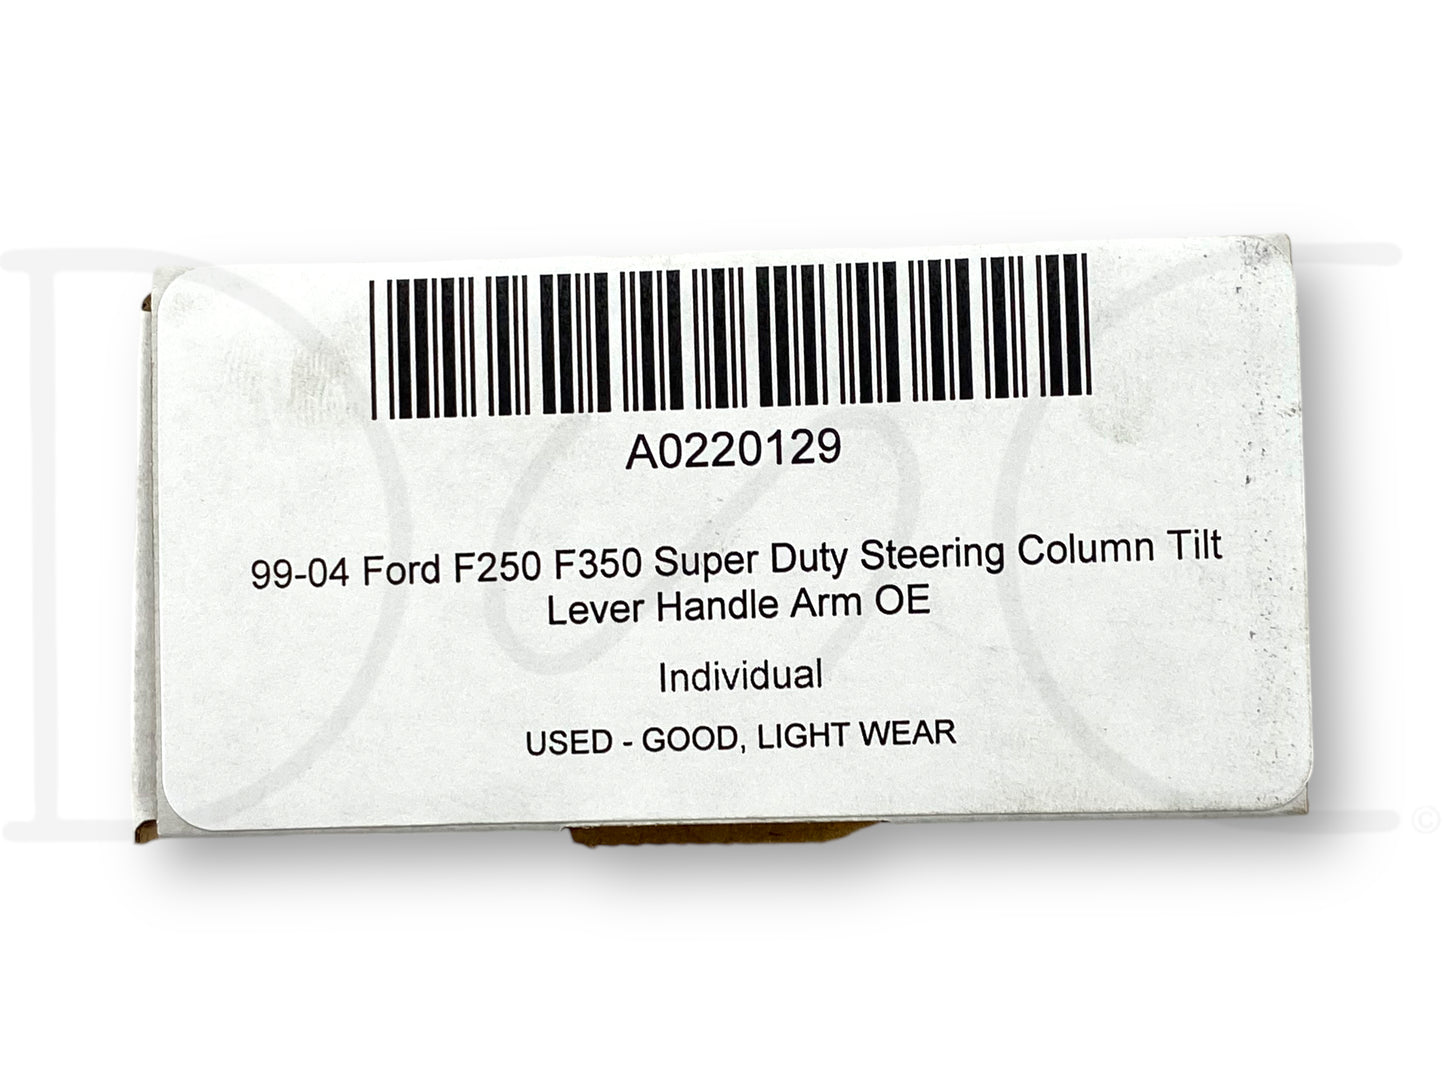 A0220129
99-04 Ford F250 F350 Super Duty Steering Column Tilt
Lever Handle Arm OE
Individual
USED - GOOD, LIGHT WEAR
©